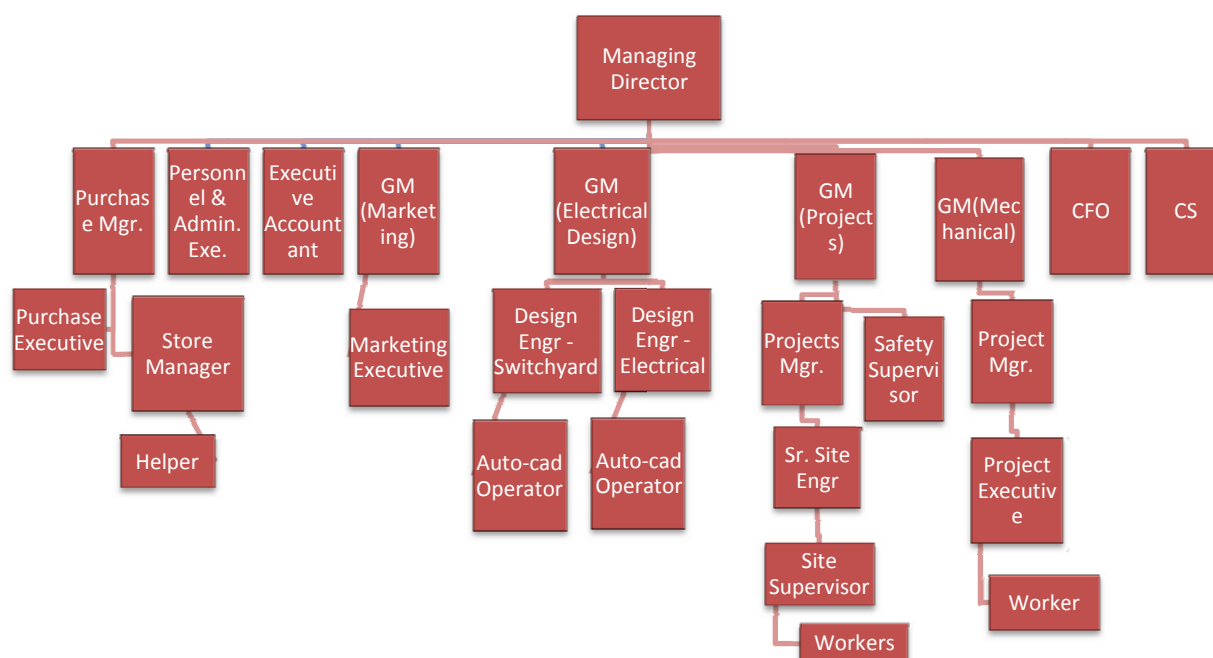 Managing
Director
Purchas
e Mgr.
Personn
el &
Admin.
Exe.
Executi
ve
Account
ant
GM
(Market
ing)
GM
(Electrical
Design)
GM
(Project
s)
GM(Mec
hanical)
CFO
CS
Purchase
Executive
Store
Manager
Helper
Marketing
Executive
Design
Engr -
Switchyard
Design
Engr -
Electrical
Auto-cad
Operator
Auto-cad
Operator
Projects
Mgr.
Safety
Supervi
sor
Sr. Site
Engr
Site
Supervisor
Workers
Project
Mgr.
Project
Executiv
e
Worker